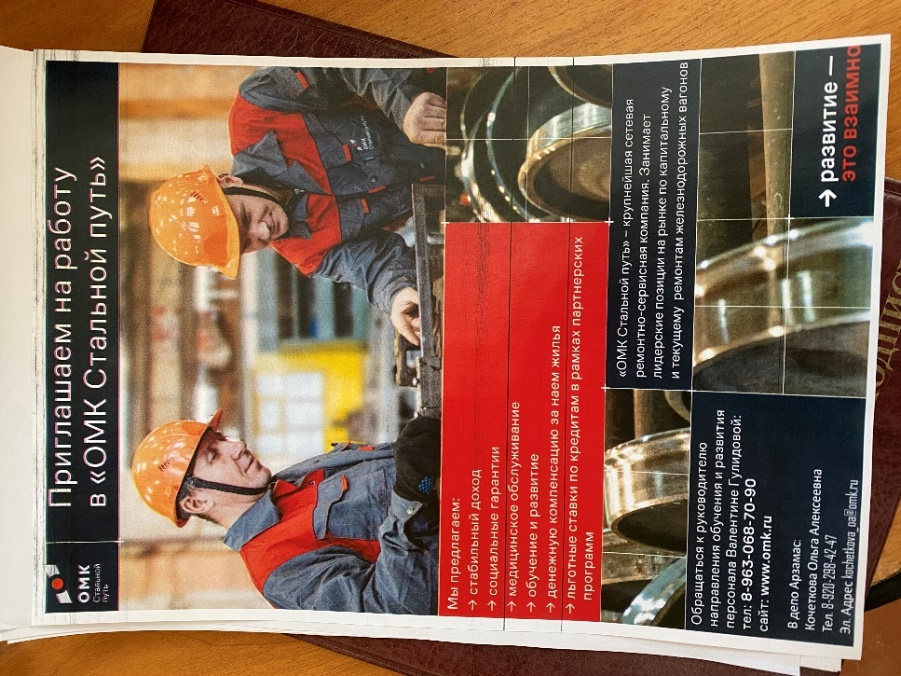 ОМК
Стальной
путь
Приглашаем на работу
в «ОМК Стальной путь»
Мы предлагаем:
→ стабильный доход
→ социальные гарантии
→ медицинское обслуживание
→ обучение и развитие
→ денежную компенсацию за наем жилья
→ льготные ставки по кредитам в рамках партнерских
программ
«ОМК Стальной путь» – крупнейшая сетевая
ремонтно-сервисная компания. Занимает
лидерские позиции на рынке по капитальному
и текущему ремонтам железнодорожных вагонов
Обращаться к руководителю
направления обучения и развития
персонала Валентине Гулидовой:
тел: 8-963-068-70-90
сайт: www.omk.ru
В депо Арзамас:
Кочеткова Ольга Алексеевна
Тел. 8-920-298-42-47
Эл. Адрес kochetkova_oa@omk.ru
→ развитие —
это взаимно